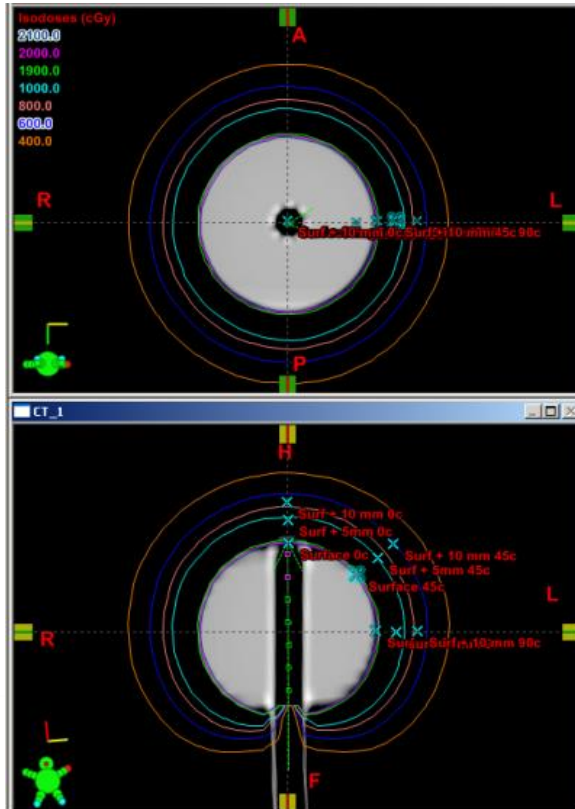 Isodoses (cGy)
2100.0
2000.0
1900.0
1000.0
800.0
600.0
400.0
A
R
L
P
CT_1
H
Surf + 10 mm 0c
Surf + 5mm 0c
Surface 0c
Surf + 10 mm 45c
Surf + 5mm 45c
Surface 45c
R
L
F